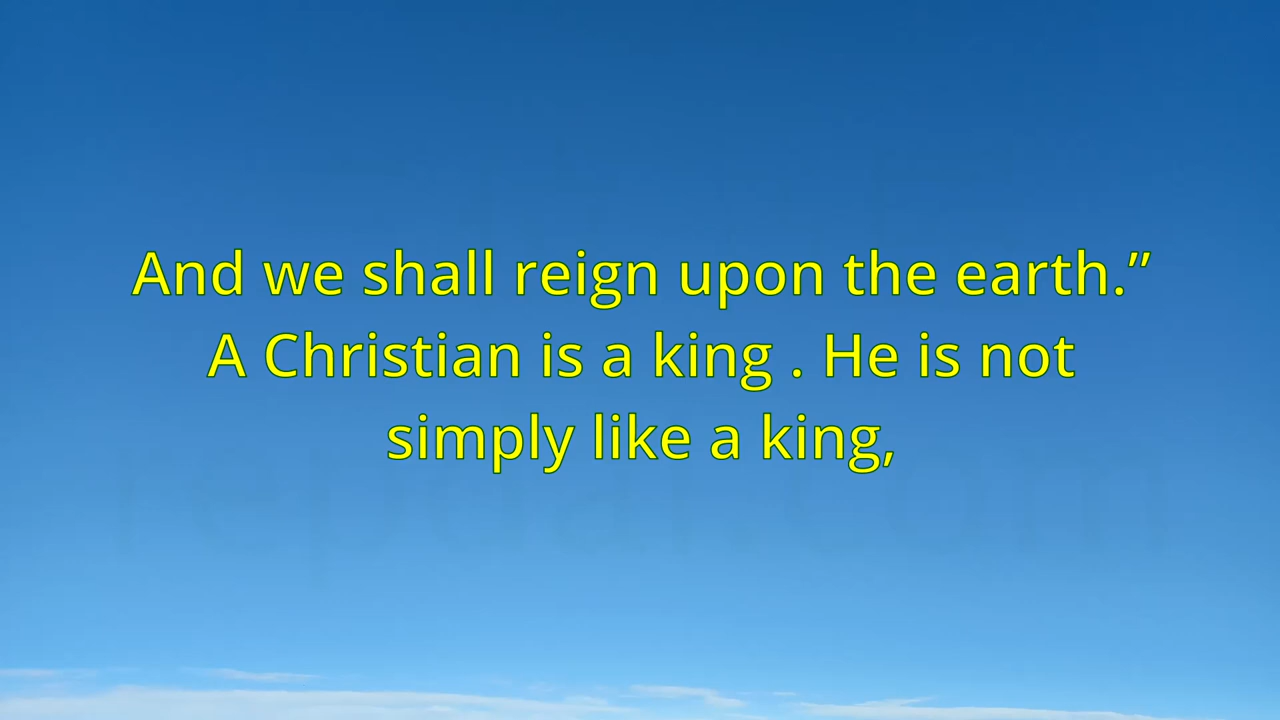 And we shall reign upon the earth.”
A Christian is a king . He is not
simply like a king,